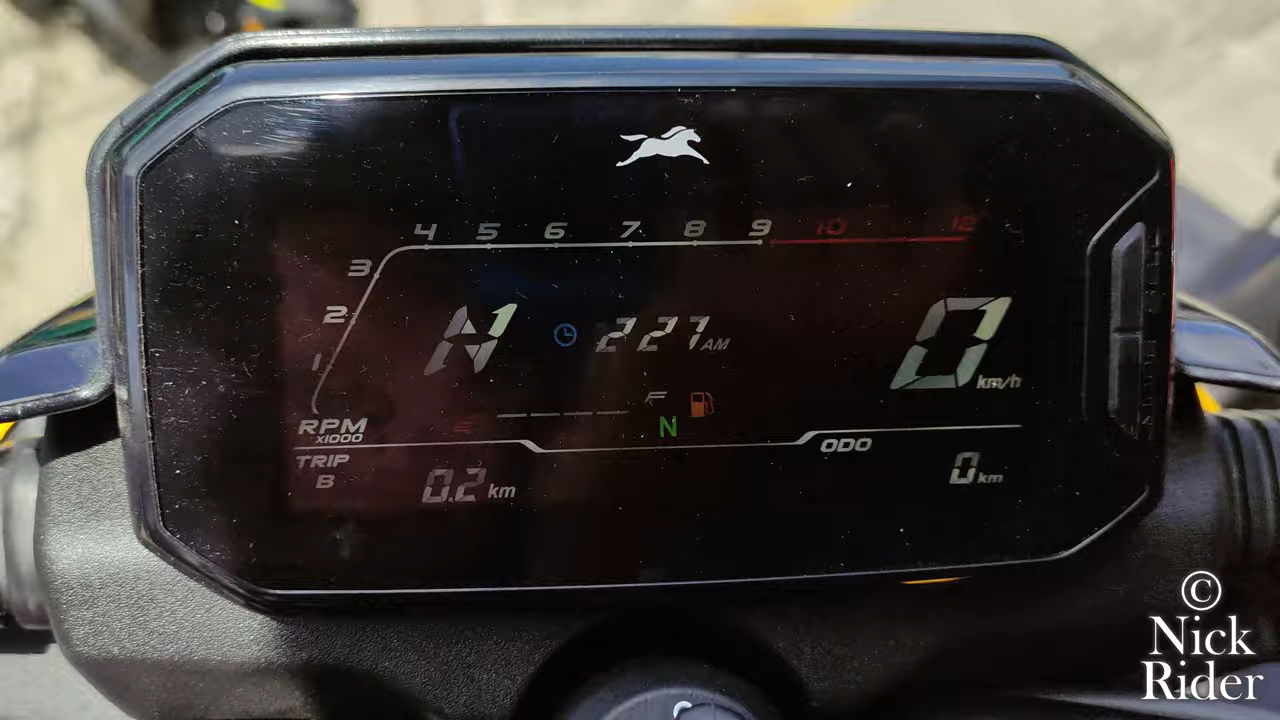 4 5 6 7 8 9 10 12
3
2
1
N 2 27 AM 0 km/h
E F
N
RPM
x1000
ODO
TRIP
B
0.2 km
0 km
©
Nick
Rider